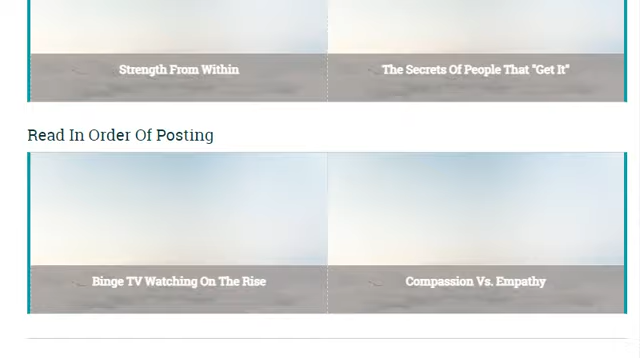 Strength From Within
The Secrets Of People That "Get It"
Read In Order Of Posting
Binge TV Watching On The Rise
Compassion Vs. Empathy